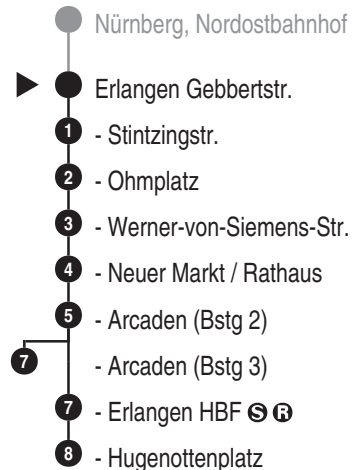 Nürnberg, Nordostbahnhof
Erlangen Gebbertstr.
1 - Stintzingstr.
2 - Ohmplatz
3 - Werner-von-Siemens-Str.
4 - Neuer Markt / Rathaus
5 - Arcaden (Bstg 2)
7 - Arcaden (Bstg 3)
7 - Erlangen HBF S R
8 - Hugenottenplatz